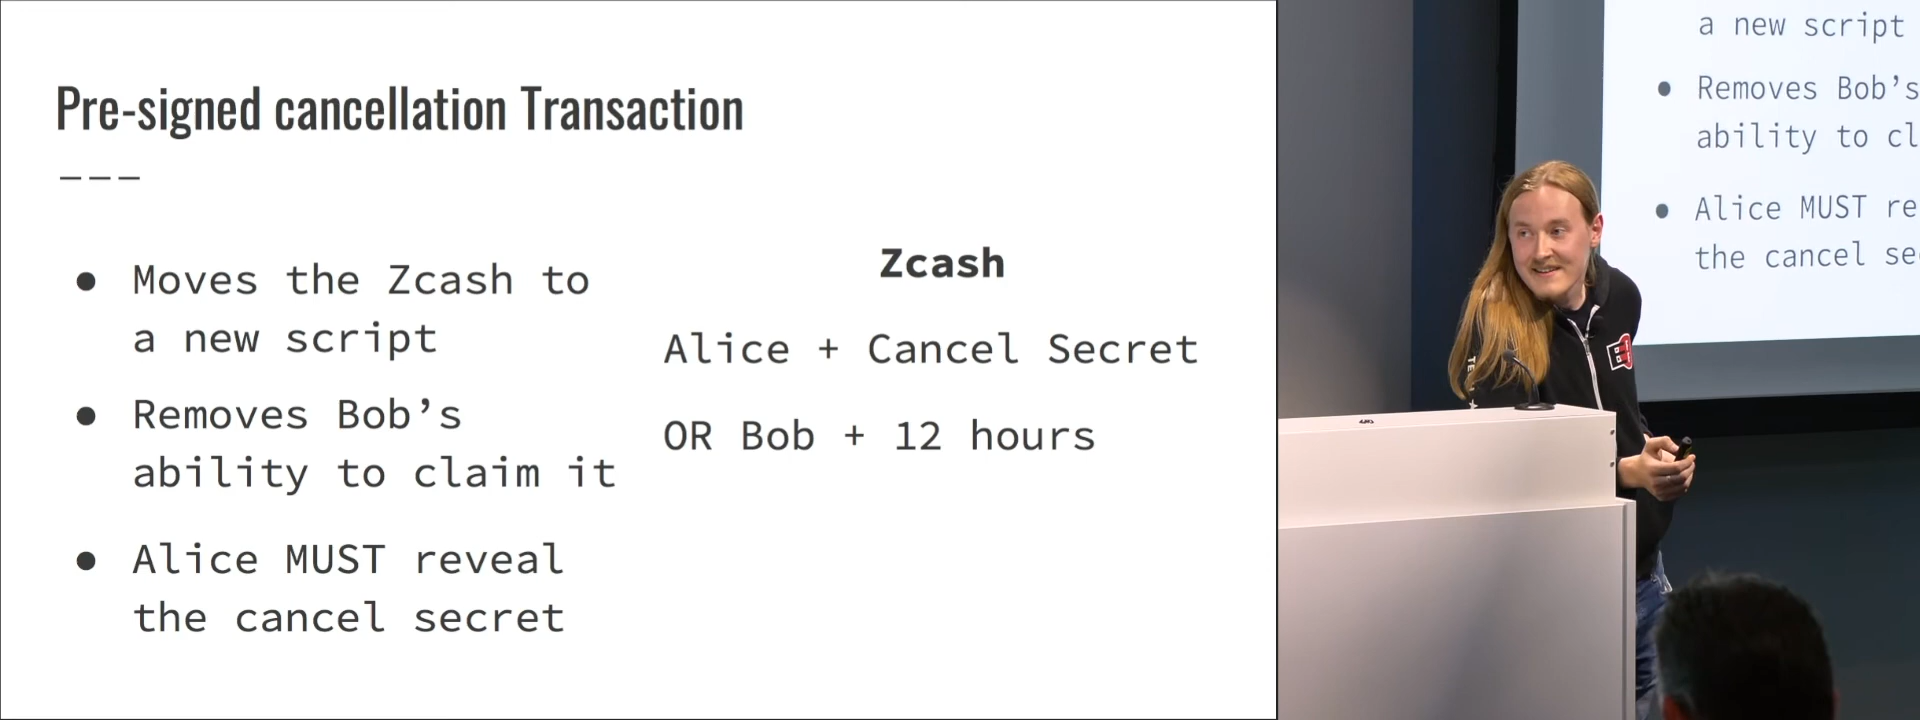 Pre-signed cancellation Transaction
---
● Moves the Zcash to
a new script
● Removes Bob’s
ability to claim it
● Alice MUST reveal
the cancel secret
Zcash
Alice + Cancel Secret
OR Bob + 12 hours
a new script
● Removes Bob’s
ability to cl
● Alice MUST re
the cancel se